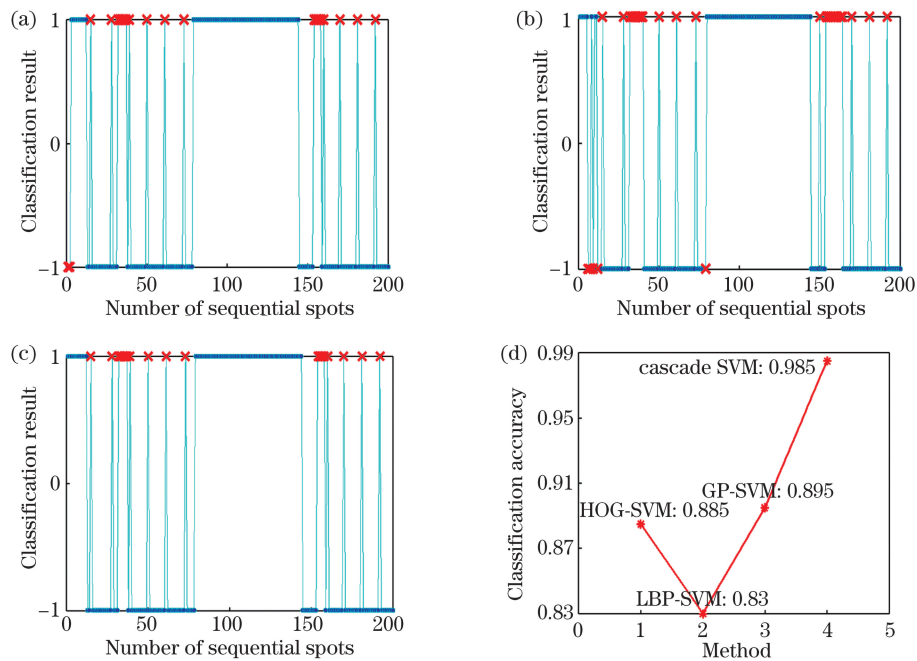 (a)
1
0
−1
Classification result
0 50 100 150 200
Number of sequential spots
(b)
1
0
−1
Classification result
0 50 100 150 200
Number of sequential spots
(c)
1
0
−1
Classification result
0 50 100 150 200
Number of sequential spots
(d)
0.99
0.95
0.91
0.87
0.83
Classification accuracy
cascade SVM: 0.985
GP-SVM: 0.895
HOG-SVM: 0.885
LBP-SVM: 0.83
0 1 2 3 4 5
Method